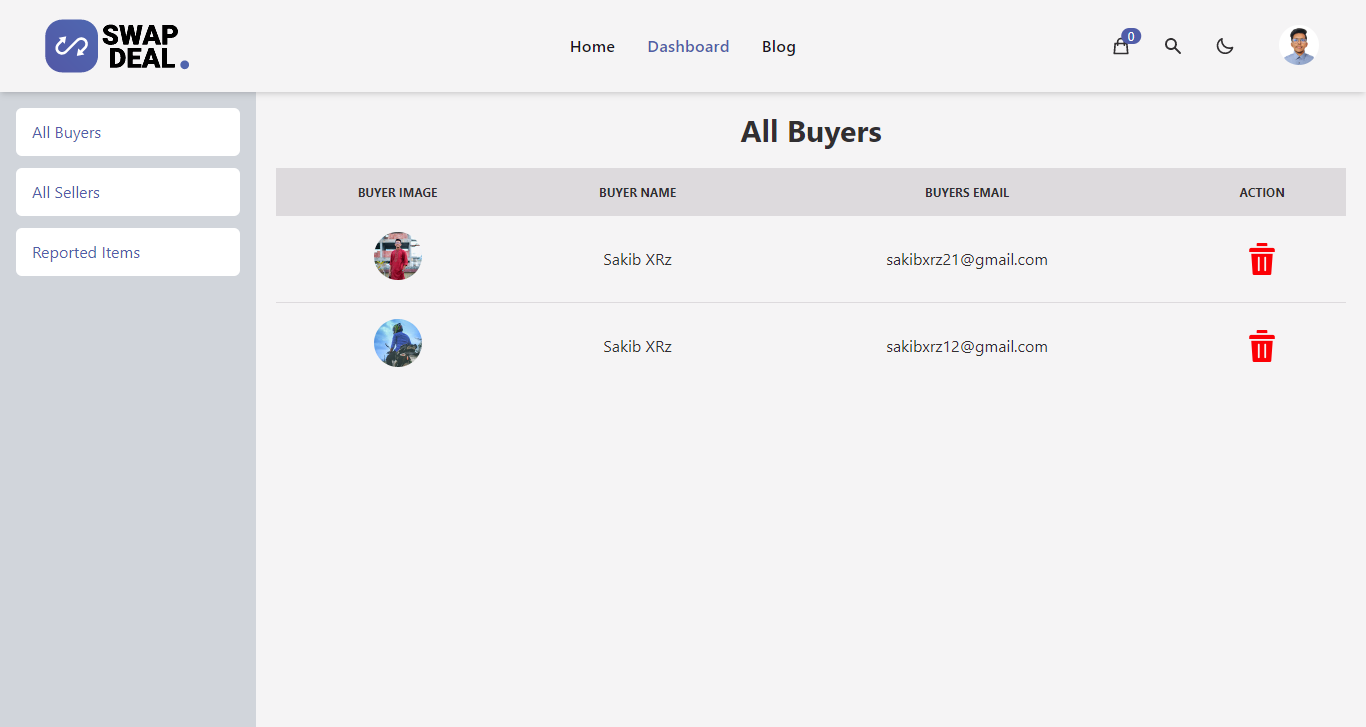 SWAP
DEAL
Home Dashboard Blog 0
All Buyers
All Sellers
Reported Items
All Buyers
BUYER IMAGE BUYER NAME BUYERS EMAIL ACTION
Sakib XRz sakibxrz21@gmail.com
Sakib XRz sakibxrz12@gmail.com